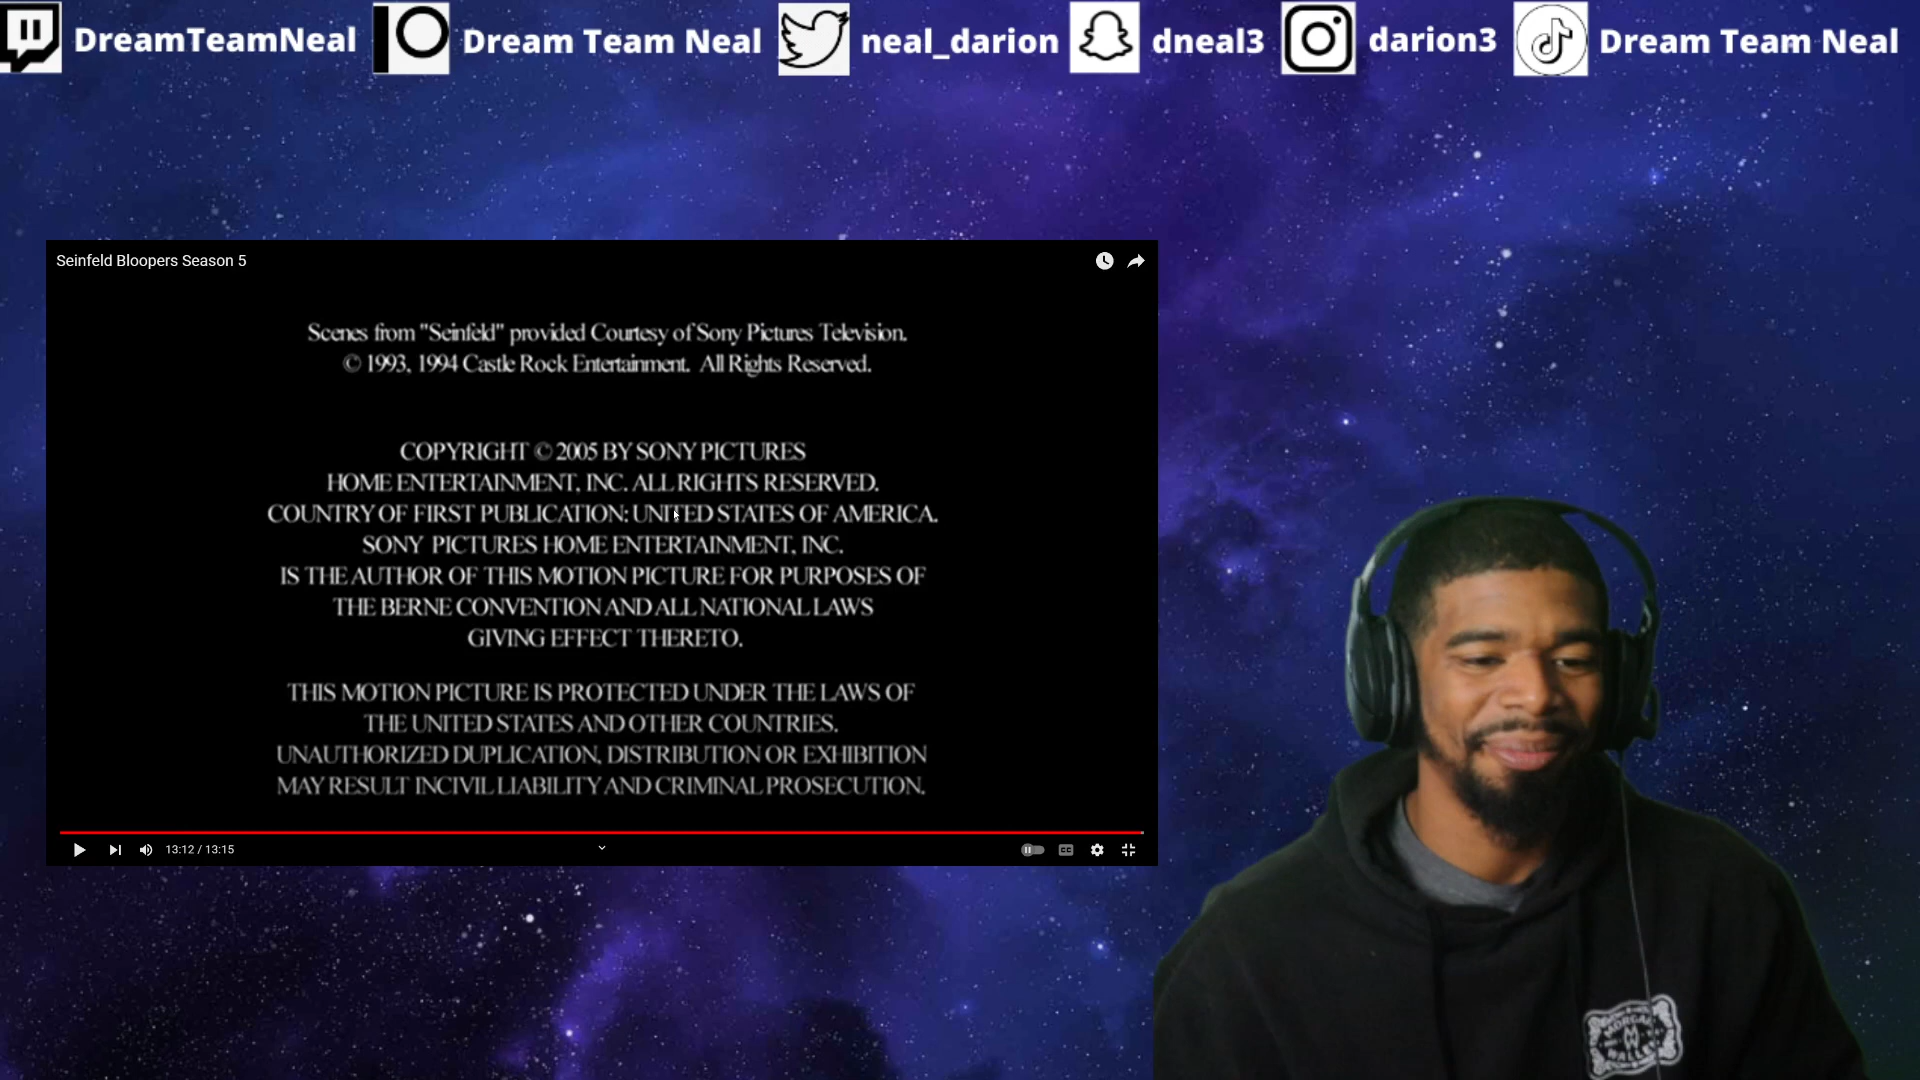 DreamTeamNeal Dream Team Neal neal_darion dneal3 darion3 Dream Team Neal
Seinfeld Bloopers Season 5
Scenes from "Seinfeld" provided Courtesy of Sony Pictures Television.
© 1993, 1994 Castle Rock Entertainment. All Rights Reserved.
COPYRIGHT © 2005 BY SONY PICTURES
HOME ENTERTAINMENT, INC. ALL RIGHTS RESERVED.
COUNTRY OF FIRST PUBLICATION: UNITED STATES OF AMERICA.
SONY PICTURES HOME ENTERTAINMENT, INC.
IS THE AUTHOR OF THIS MOTION PICTURE FOR PURPOSES OF
THE BERNE CONVENTION AND ALL NATIONAL LAWS
GIVING EFFECT THERETO.
THIS MOTION PICTURE IS PROTECTED UNDER THE LAWS OF
THE UNITED STATES AND OTHER COUNTRIES.
UNAUTHORIZED DUPLICATION, DISTRIBUTION OR EXHIBITION
MAY RESULT IN CIVIL LIABILITY AND CRIMINAL PROSECUTION.
13:12 / 13:15
CC
MORGAN
MW
WALLEN